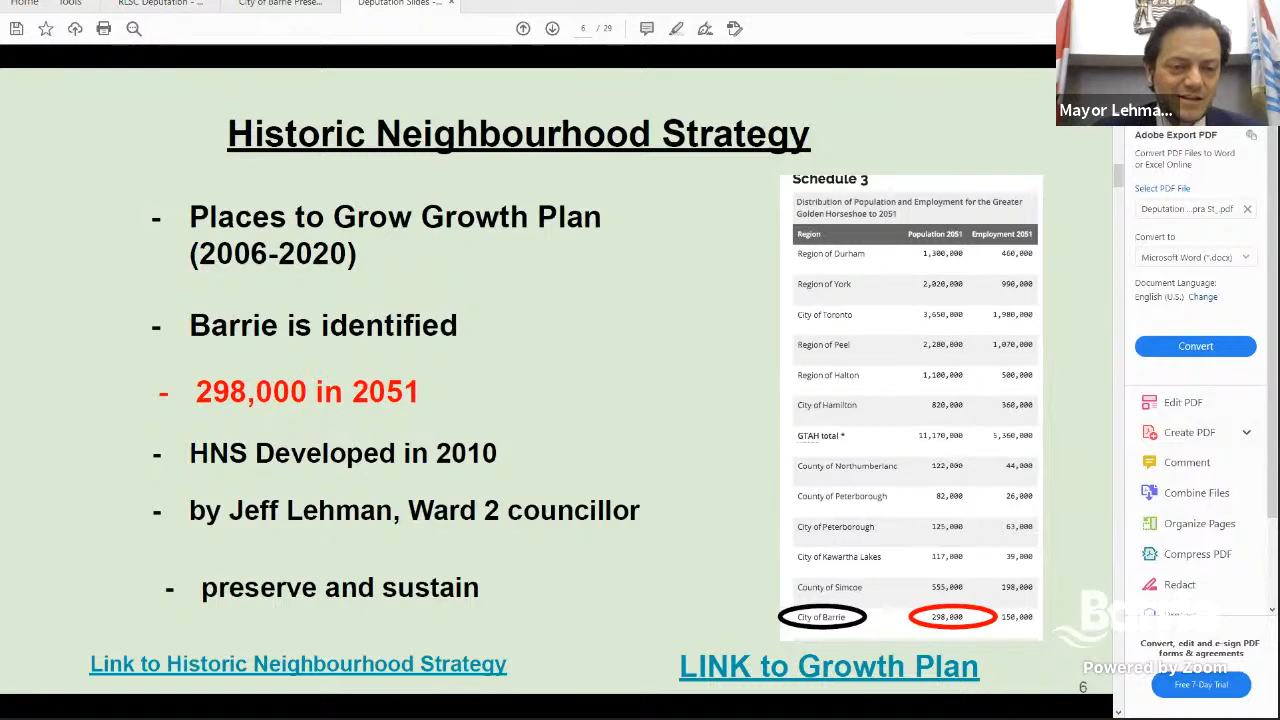 Home
Tools
RLSC Deputation - ...
City of Barrie Prese...
Deputation Slides -...
6 / 29
Mayor Lehma...
Historic Neighbourhood Strategy
- Places to Grow Growth Plan
(2006-2020)
- Barrie is identified
- 298,000 in 2051
- HNS Developed in 2010
- by Jeff Lehman, Ward 2 councillor
- preserve and sustain
Link to Historic Neighbourhood Strategy
Schedule 3
Distribution of Population and Employment for the Greater
Golden Horseshoe to 2051
Region Population 2051 Employment 2051
Region of Durham 1,300,000 460,000
Region of York 2,020,000 990,000
City of Toronto 3,650,000 1,980,000
Region of Peel 2,280,000 1,070,000
Region of Halton 1,100,000 500,000
City of Hamilton 820,000 360,000
GTAH total * 11,170,000 5,360,000
County of Northumberland 122,000 44,000
County of Peterborough 82,000 26,000
City of Peterborough 125,000 63,000
City of Kawartha Lakes 117,000 39,000
County of Simcoe 555,000 198,000
City of Barrie 298,000 150,000
LINK to Growth Plan
6
Adobe Export PDF
Convert PDF Files to Word
or Excel Online
Select PDF File
Deputation ...pra St_.pdf
Convert to
Microsoft Word (*.docx)
Document Language:
English (U.S.) Change
Convert
Edit PDF
Create PDF
Comment
Combine Files
Organize Pages
Compress PDF
Redact
Convert, edit and e-sign PDF
forms & agreements
Powered by Zoom
Free 7-Day Trial